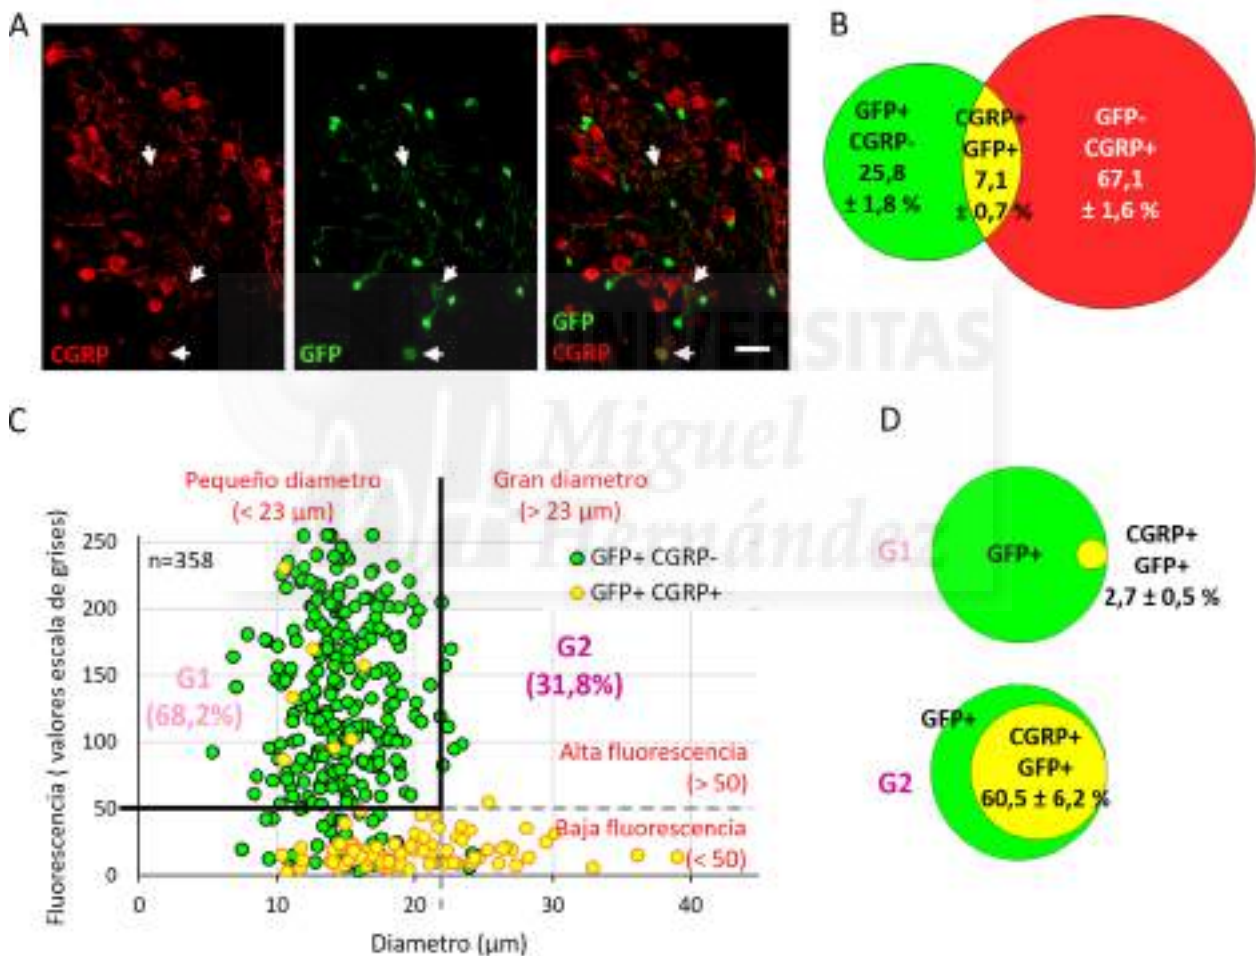 A
CGRP
GFP
GFP
CGRP
B
GFP+
CGRP-
25,8
± 1,8 %
CGRP+
GFP+
7,1
± 0,7 %
GFP-
CGRP+
67,1
± 1,6 %
UNIVERSITAS
Miguel
Hernández
C
Pequeño diametro
(< 23 µm)
Gran diametro
(> 23 µm)
n=358
GFP+ CGRP-
GFP+ CGRP+
G1
(68,2%)
G2
(31,8%)
Alta fluorescencia
(> 50)
Baja fluorescencia
(< 50)
Fluorescencia ( valores escala de grises)
250
200
150
100
50
0
0
10
20
30
40
Diametro (µm)
D
G1
GFP+
CGRP+
GFP+
2,7 ± 0,5 %
G2
GFP+
CGRP+
GFP+
60,5 ± 6,2 %